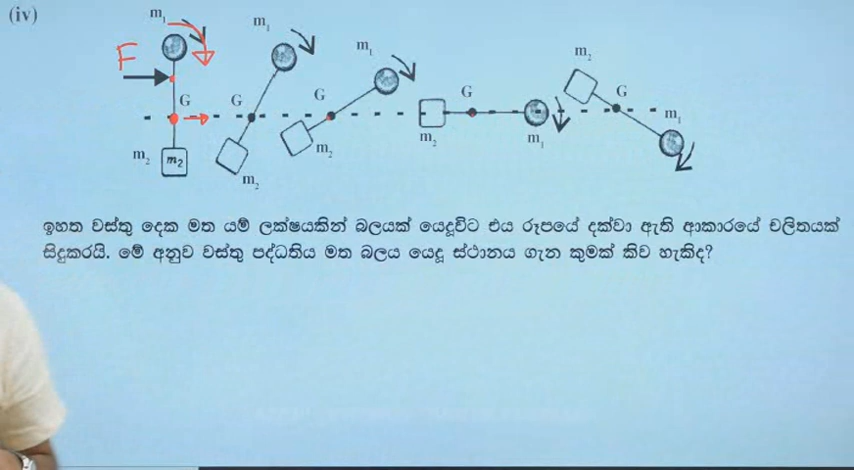 (iv)
m₁ m₁ m₁ m₂
F
G G G G G
m₁
m₂ m₂ m₂ m₂ m₂ m₁
ඉහත වස්තු දෙක මත යම් ලක්ෂයකින් බලයක් යෙදූවිට එය රූපයේ දක්වා ඇති ආකාරයේ චලිතයක්
සිදුකරයි. මේ අනුව වස්තු පද්ධතිය මත බලය යෙදූ ස්ථානය ගැන කුමක් කිව හැකිද?